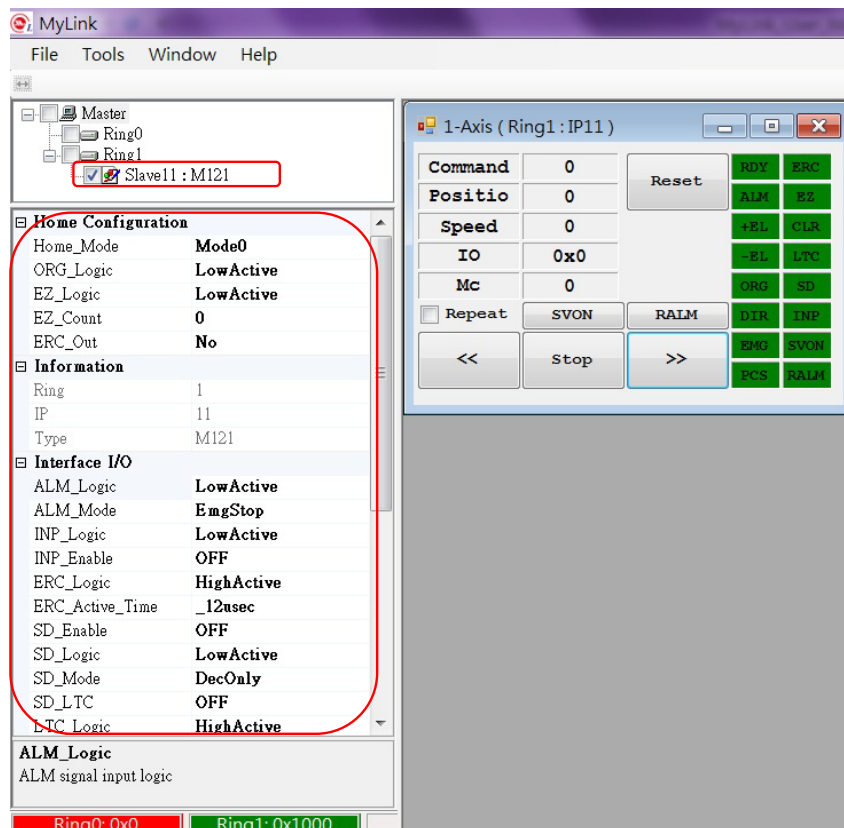 MyLink
File Tools Window Help
Master
Ring0
Ring1
Slave11 : M121
Home Configuration
Home_Mode Mode0
ORG_Logic LowActive
EZ_Logic LowActive
EZ_Count 0
ERC_Out No
Information
Ring 1
IP 11
Type M121
Interface I/O
ALM_Logic LowActive
ALM_Mode EmgStop
INP_Logic LowActive
INP_Enable OFF
ERC_Logic HighActive
ERC_Active_Time _12usec
SD_Enable OFF
SD_Logic LowActive
SD_Mode DecOnly
SD_LTC OFF
LTC_Logic HighActive
ALM_Logic
ALM signal input logic
Ring0: 0x0 Ring1: 0x1000
1-Axis ( Ring1 : IP11 )
Command 0 Reset RDY ERC
Positio 0 ALM EZ
Speed 0 +EL CLR
IO 0x0 -EL LTC
Mc 0 ORG SD
Repeat SVON RALM DIR INP
<< Stop >> EMG SVON
PCS RALM